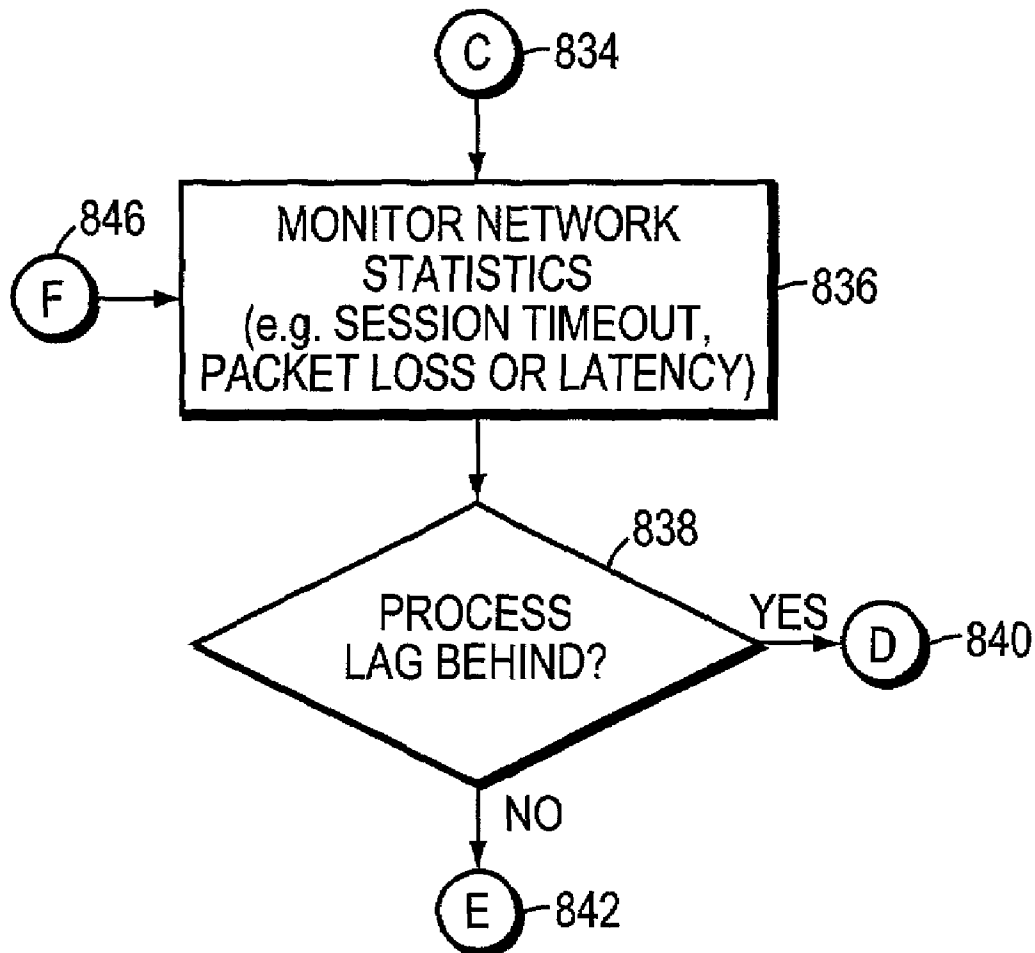 C 834
846
F
MONITOR NETWORK
STATISTICS
(e.g. SESSION TIMEOUT,
PACKET LOSS OR LATENCY)
836
838
PROCESS
LAG BEHIND?
YES
D 840
NO
E 842